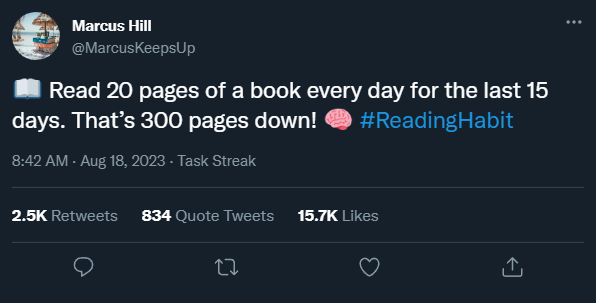 Marcus Hill
@MarcusKeepsUp
📖 Read 20 pages of a book every day for the last 15
days. That’s 300 pages down! 🧠 #ReadingHabit
8:42 AM · Aug 18, 2023 · Task Streak
2.5K Retweets 834 Quote Tweets 15.7K Likes